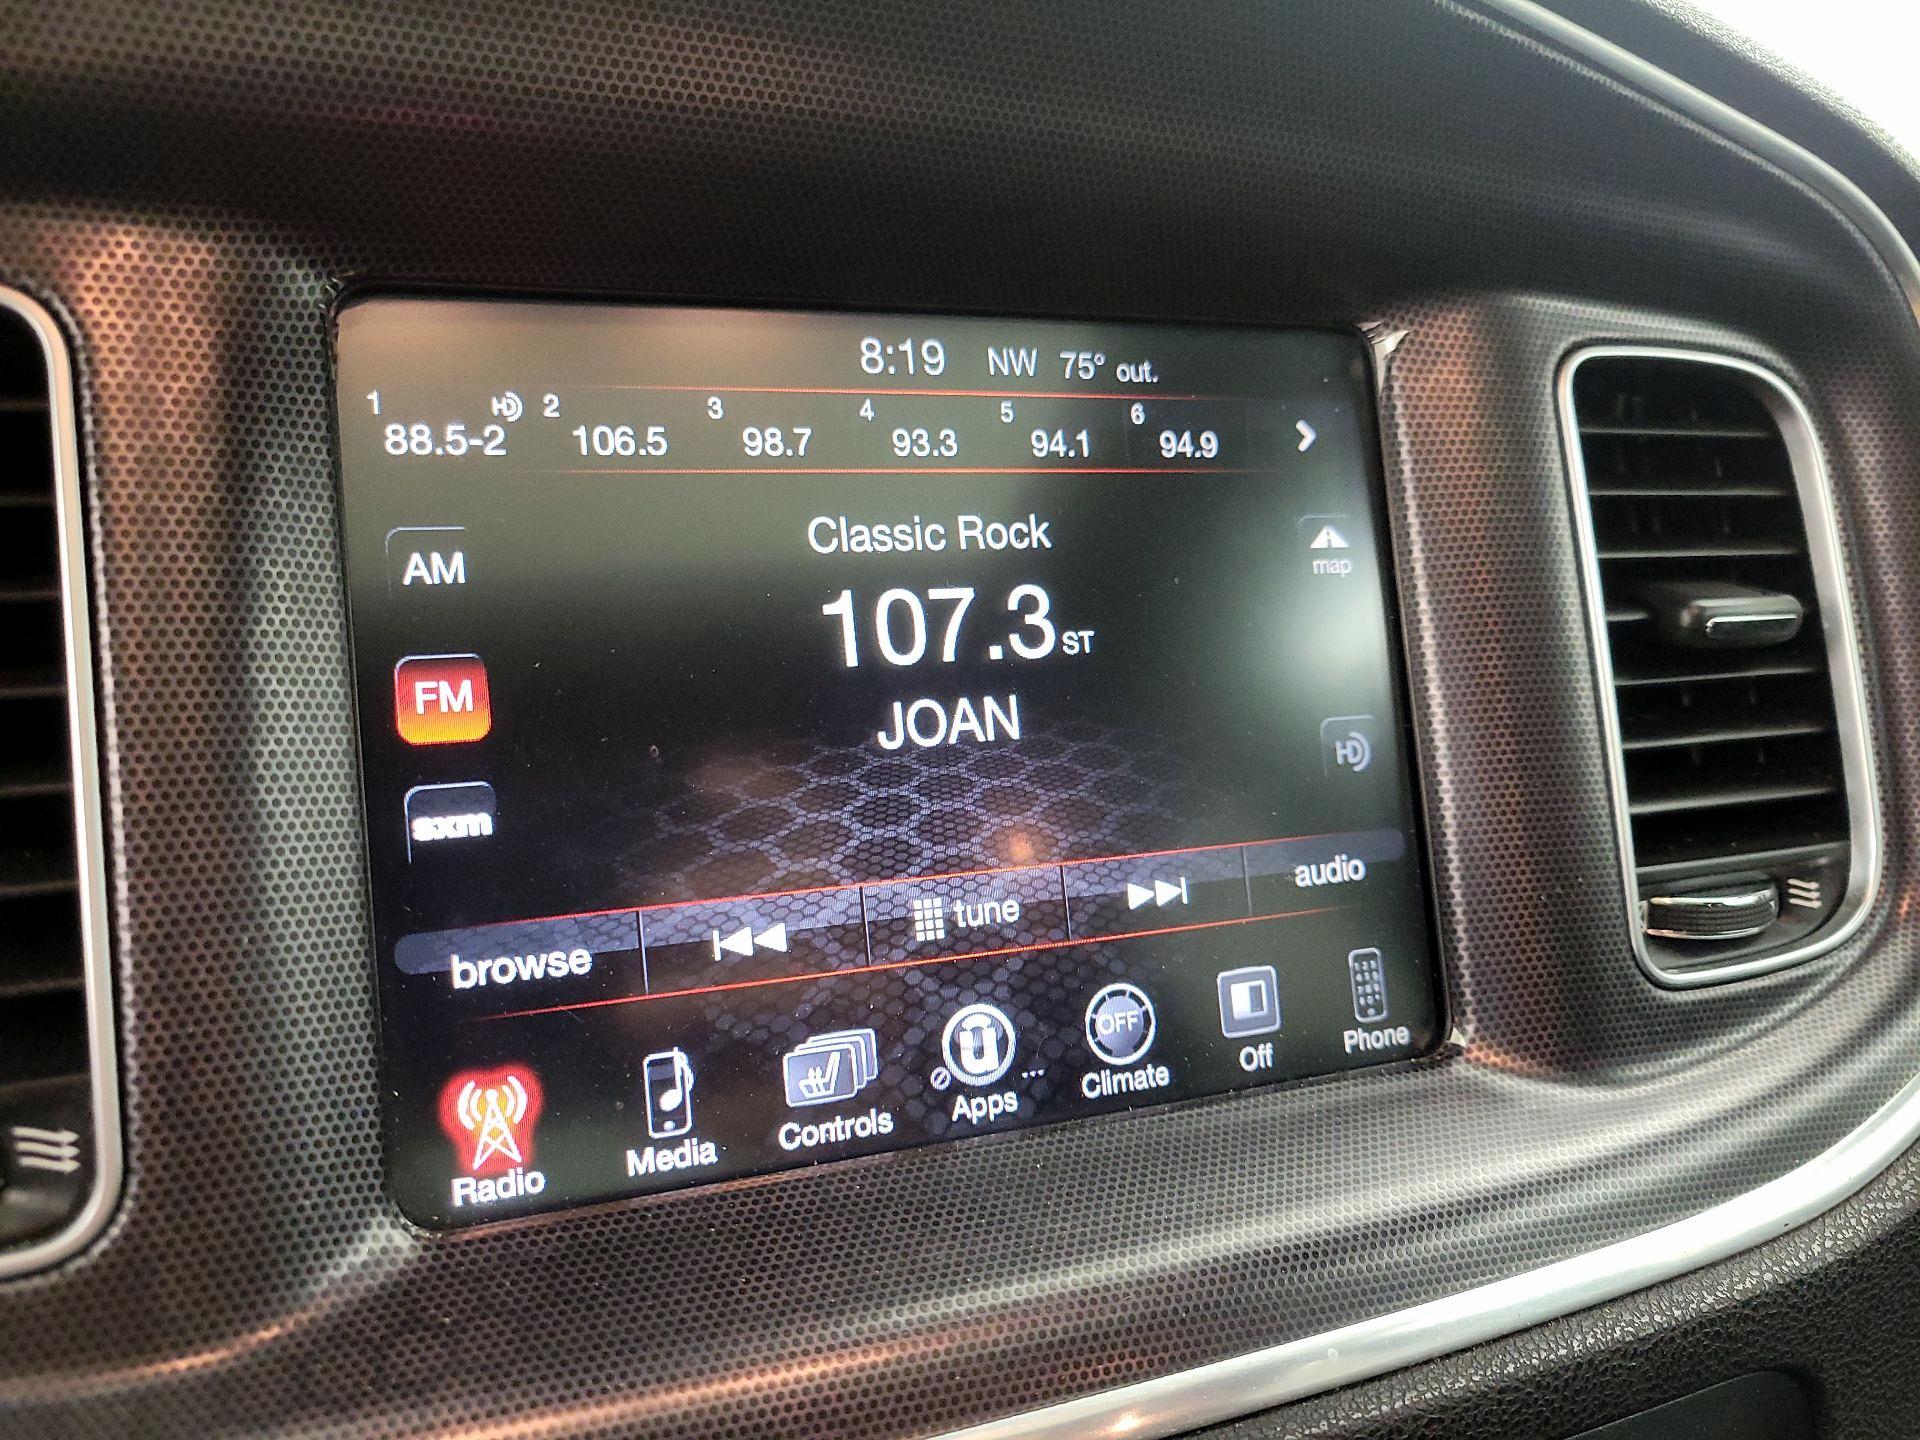 8:19 NW 75° out.
1 HD 2 3 4 5 6
88.5-2 106.5 98.7 93.3 94.1 94.9
Classic Rock
AM
map
107.3 ST
FM
JOAN
HD
sxm
browse tune audio
OFF
Radio Media Controls Apps ... Climate Off Phone